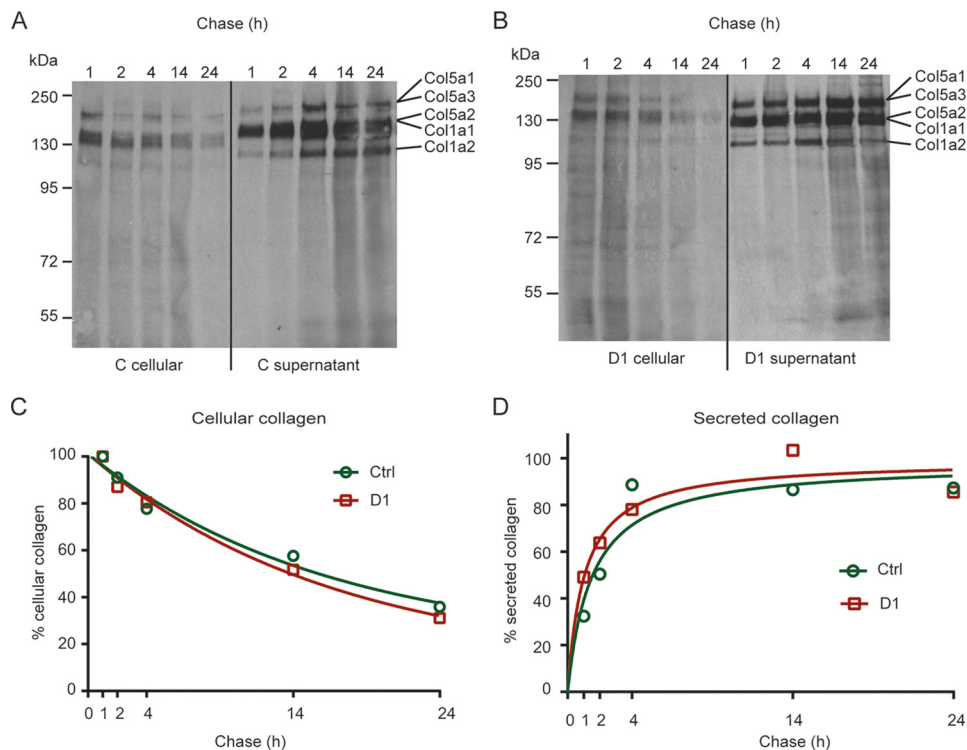 A
Chase (h)
kDa
1 2 4 14 24 1 2 4 14 24
250
130
95
72
55
Col5a1
Col5a3
Col5a2
Col1a1
Col1a2
C cellular C supernatant
B
Chase (h)
kDa
1 2 4 14 24 1 2 4 14 24
250
130
95
72
55
Col5a1
Col5a3
Col5a2
Col1a1
Col1a2
D1 cellular D1 supernatant
C
Cellular collagen
% cellular collagen
100
80
60
40
20
0
Ctrl
D1
0 1 2 4 14 24
Chase (h)
D
Secreted collagen
% secreted collagen
100
80
60
40
20
0
Ctrl
D1
0 1 2 4 14 24
Chase (h)